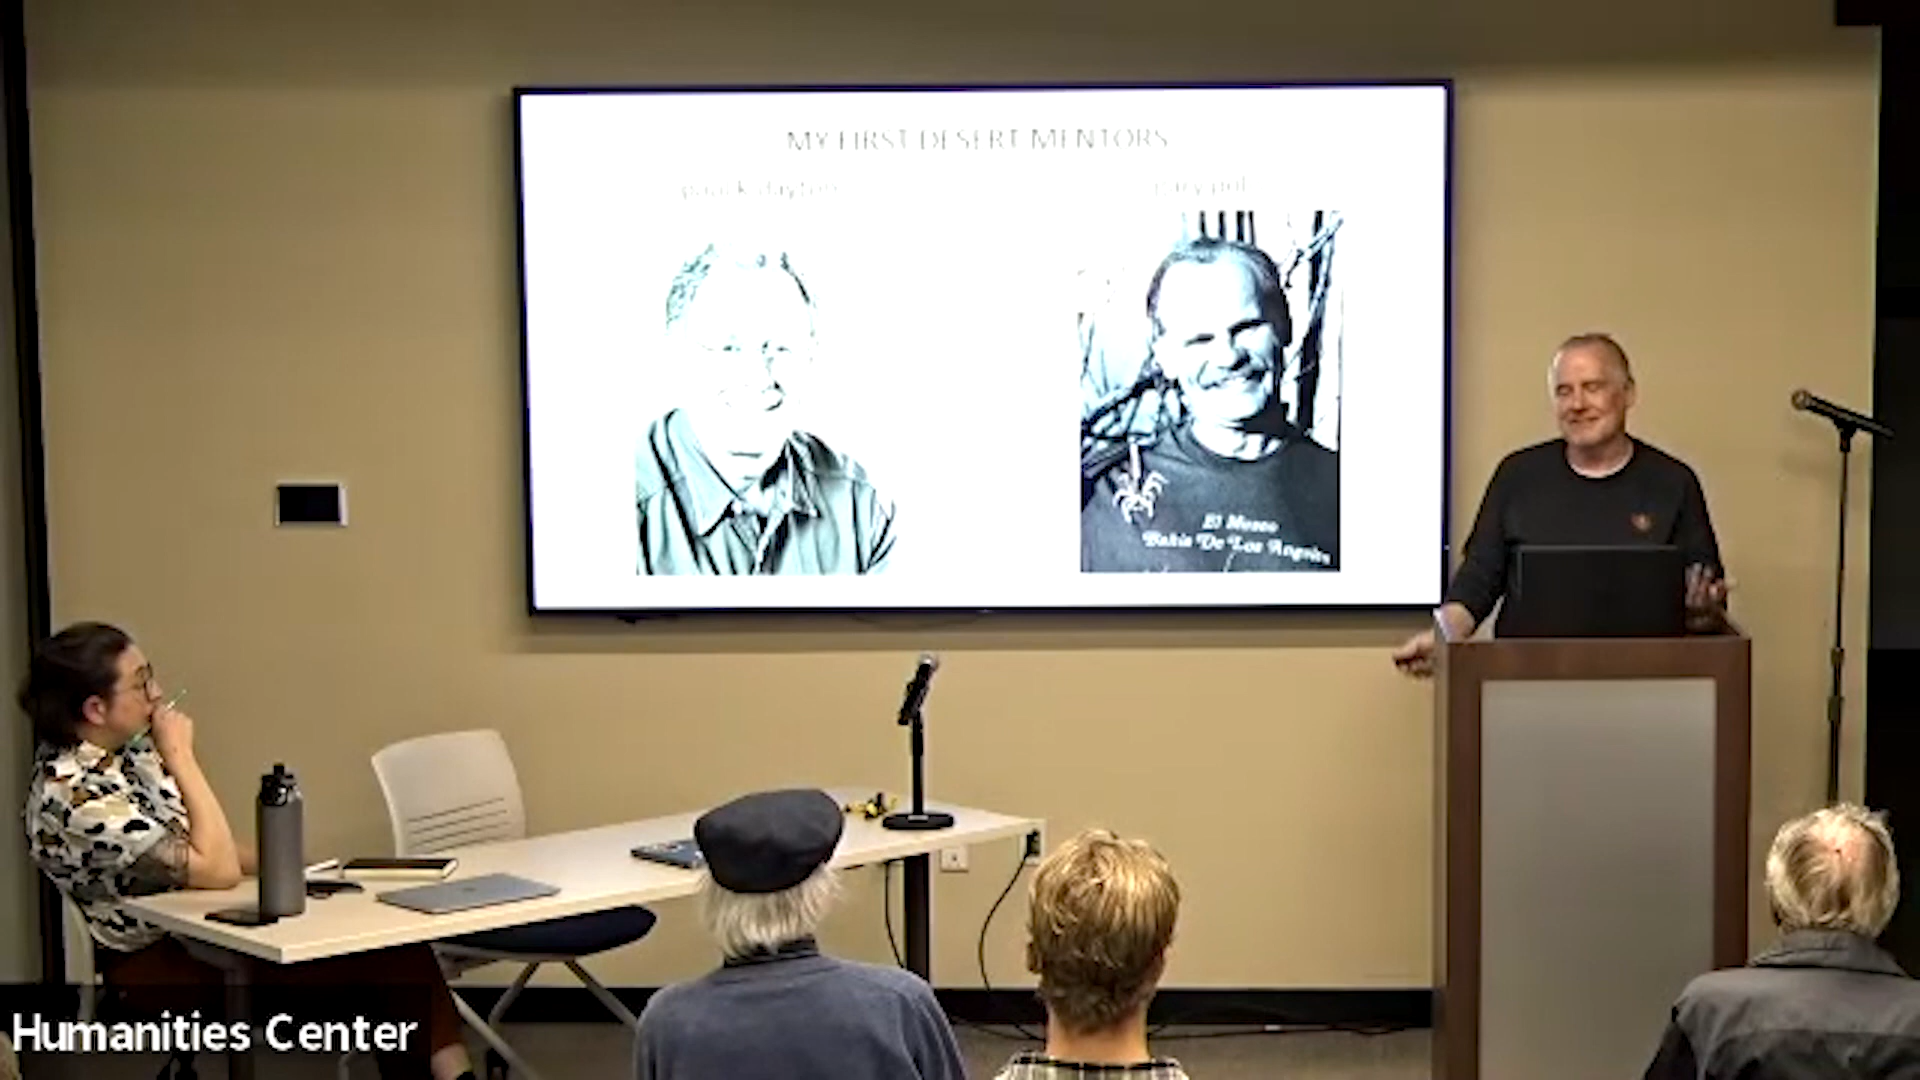 MY FIRST DESERT MENTORS
El Museo
Bahia De Los Angeles
Humanities Center